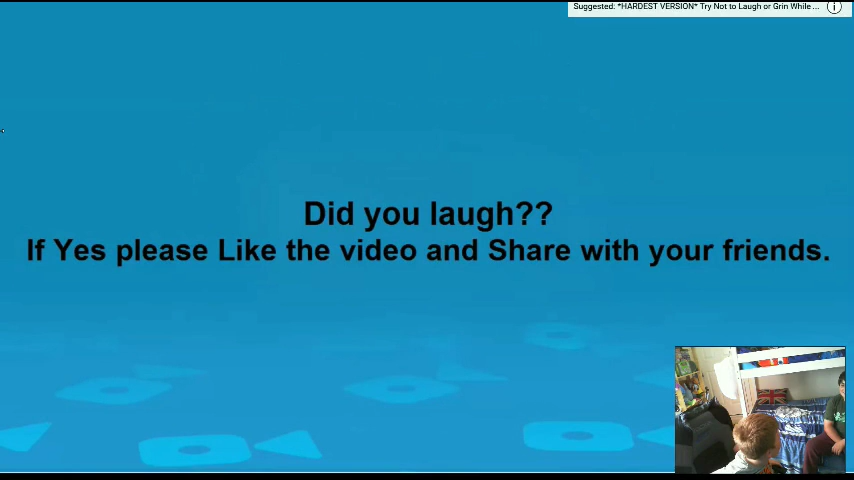 Suggested: *HARDEST VERSION* Try Not to Laugh or Grin While ...
Did you laugh??
If Yes please Like the video and Share with your friends.